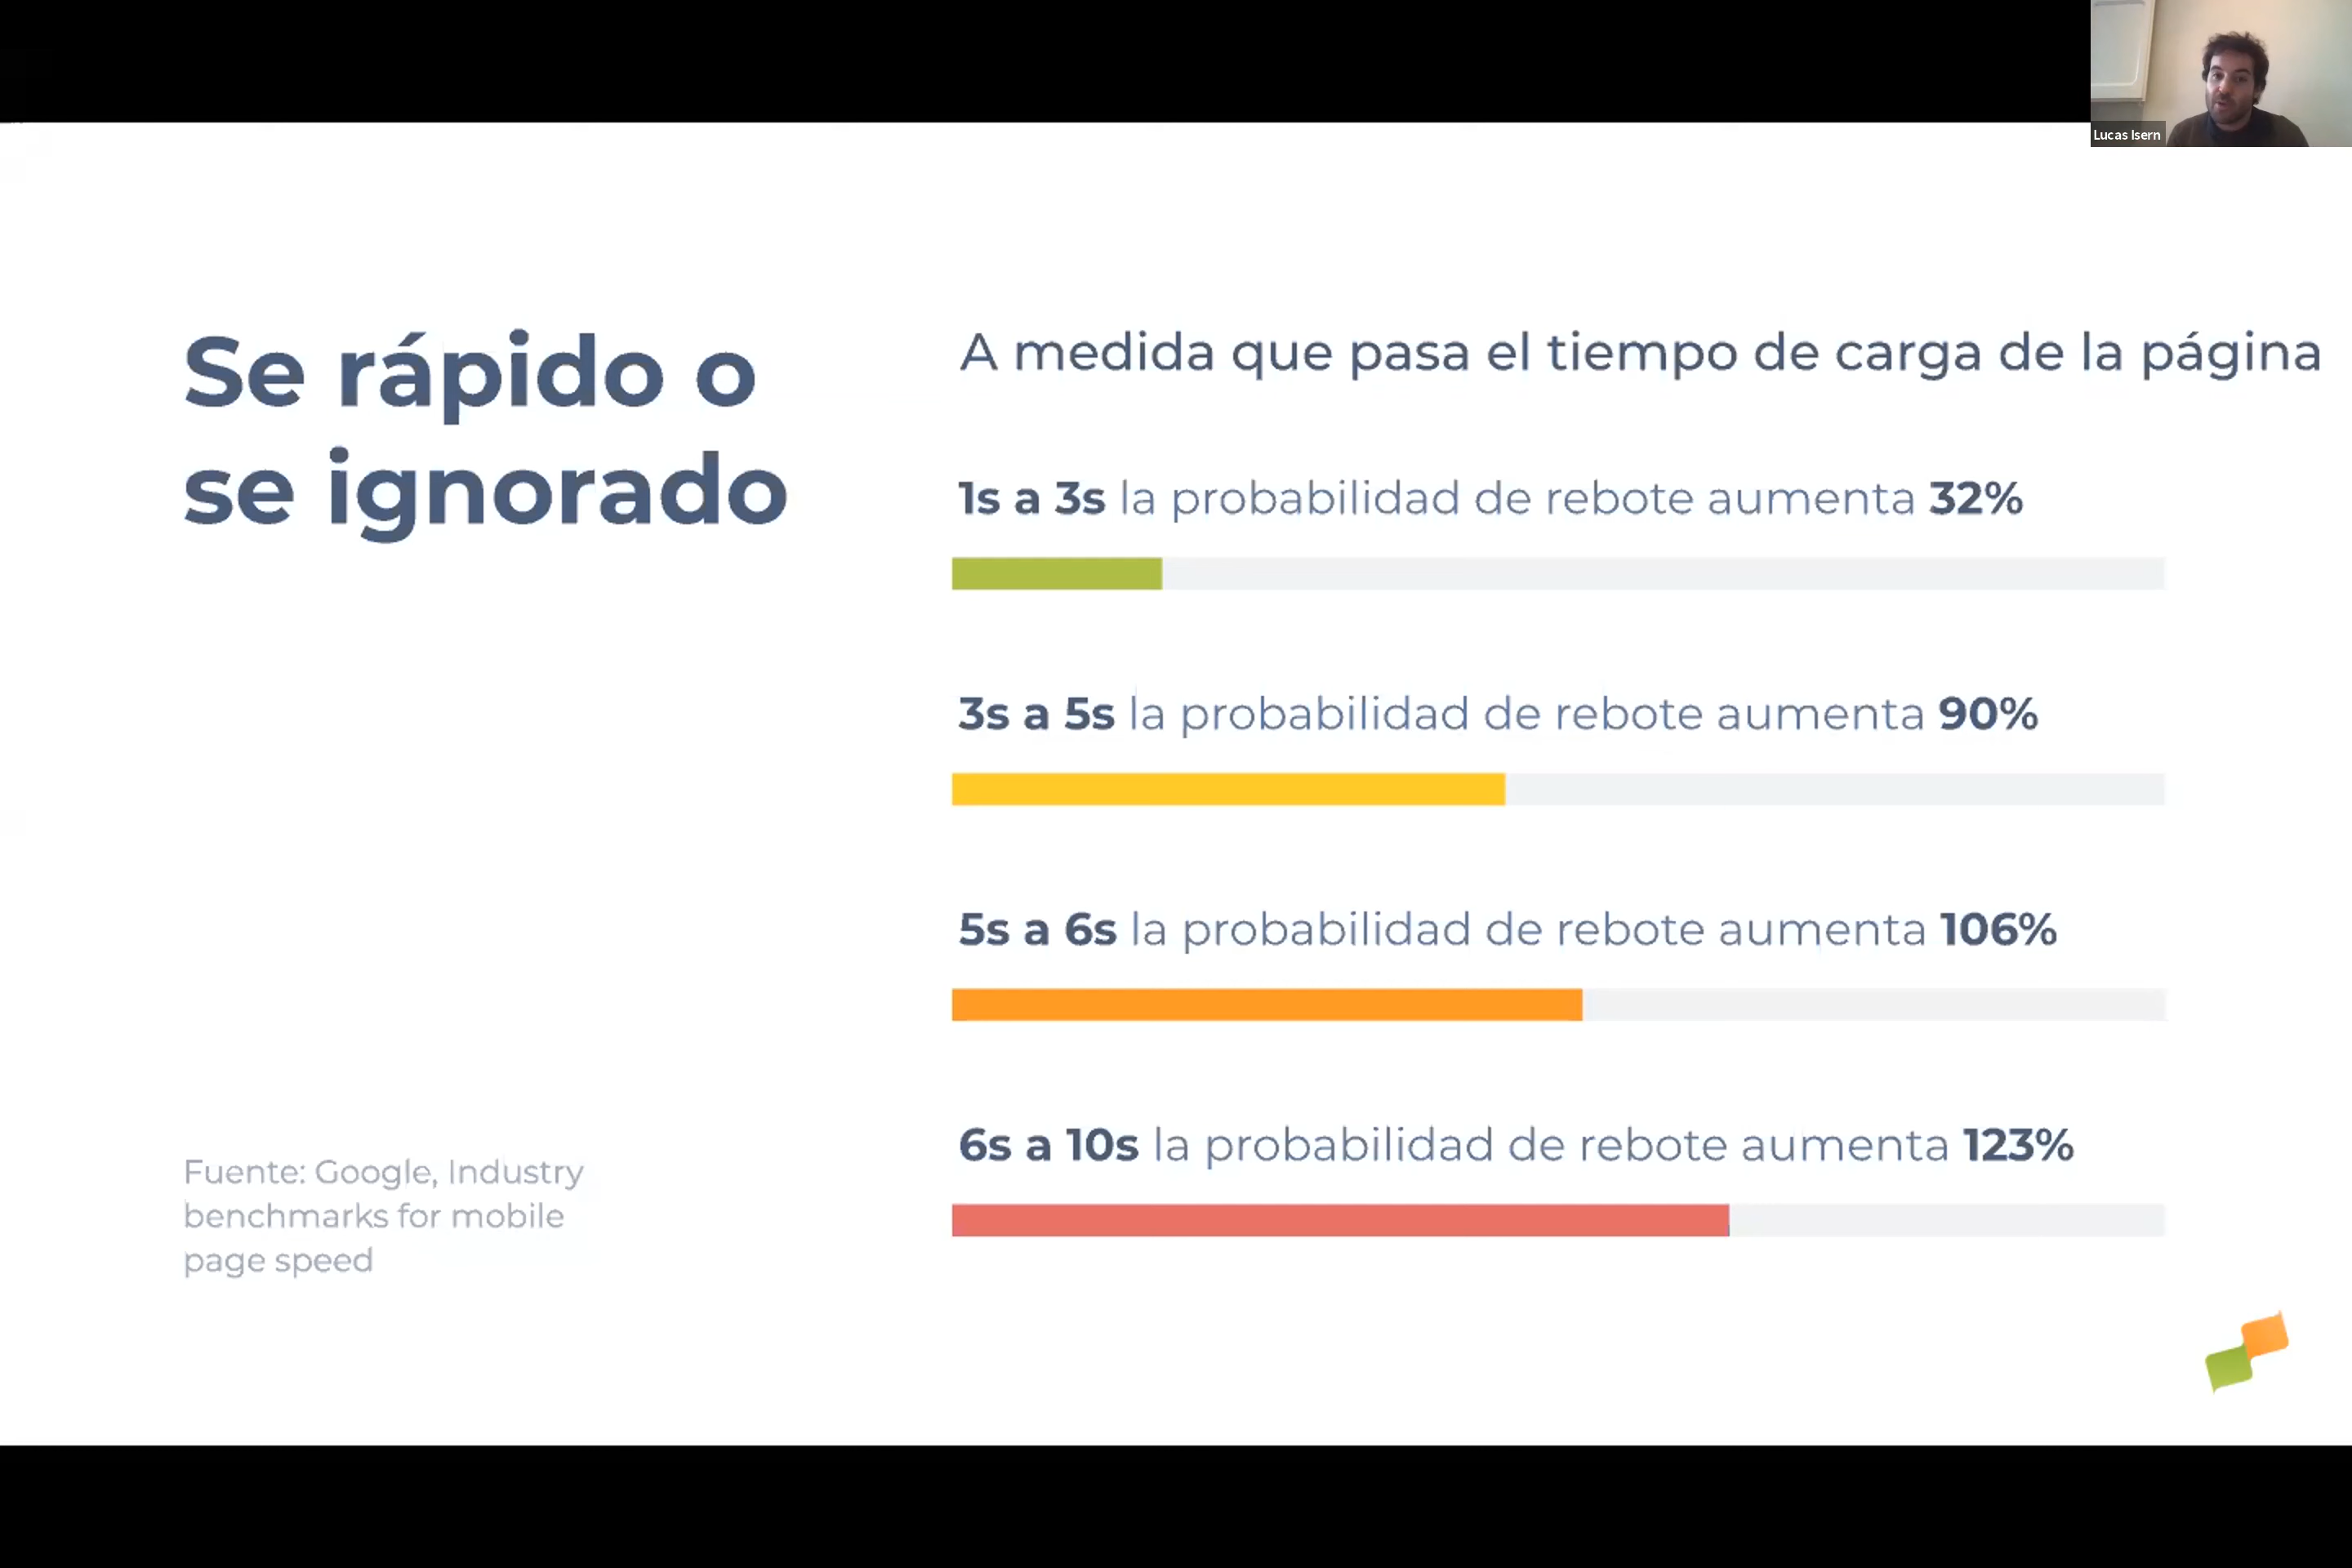 Lucas Isern
Se rápido o
se ignorado
A medida que pasa el tiempo de carga de la página
1s a 3s la probabilidad de rebote aumenta 32%
3s a 5s la probabilidad de rebote aumenta 90%
5s a 6s la probabilidad de rebote aumenta 106%
6s a 10s la probabilidad de rebote aumenta 123%
Fuente: Google, Industry
benchmarks for mobile
page speed